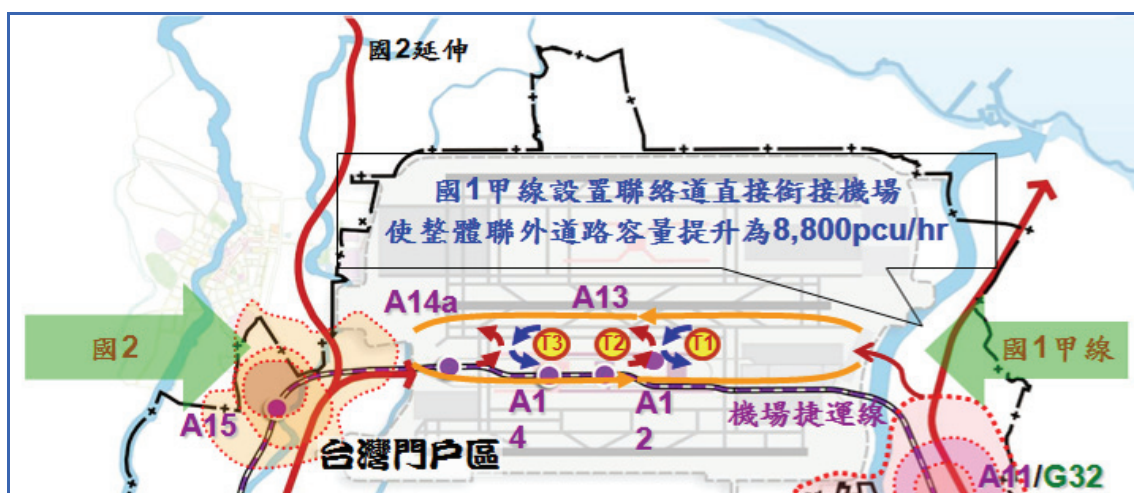 國2延伸
國1甲線設置聯絡道直接銜接機場
使整體聯外道路容量提升為8,800pcu/hr
A14a
A13
T3
T2
T1
國2
國1甲線
A15
A1
4
A1
2
機場捷運線
台灣門戶區
A11/G32